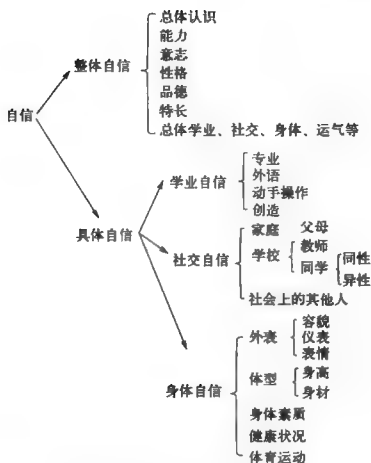 总体认识
能力
意志
整体自信
性格
品德
特长
自信
总体学业、社交、身体、运气等
专业
学业自信
外语
动手操作
创造
具体自信
家庭 父母
学校 教师
社交自信
同学 同性
异性
社会上的其他人
容貌
外表 仪表
表情
体型 身高
身材
身体自信
身体素质
健康状况
体育运动